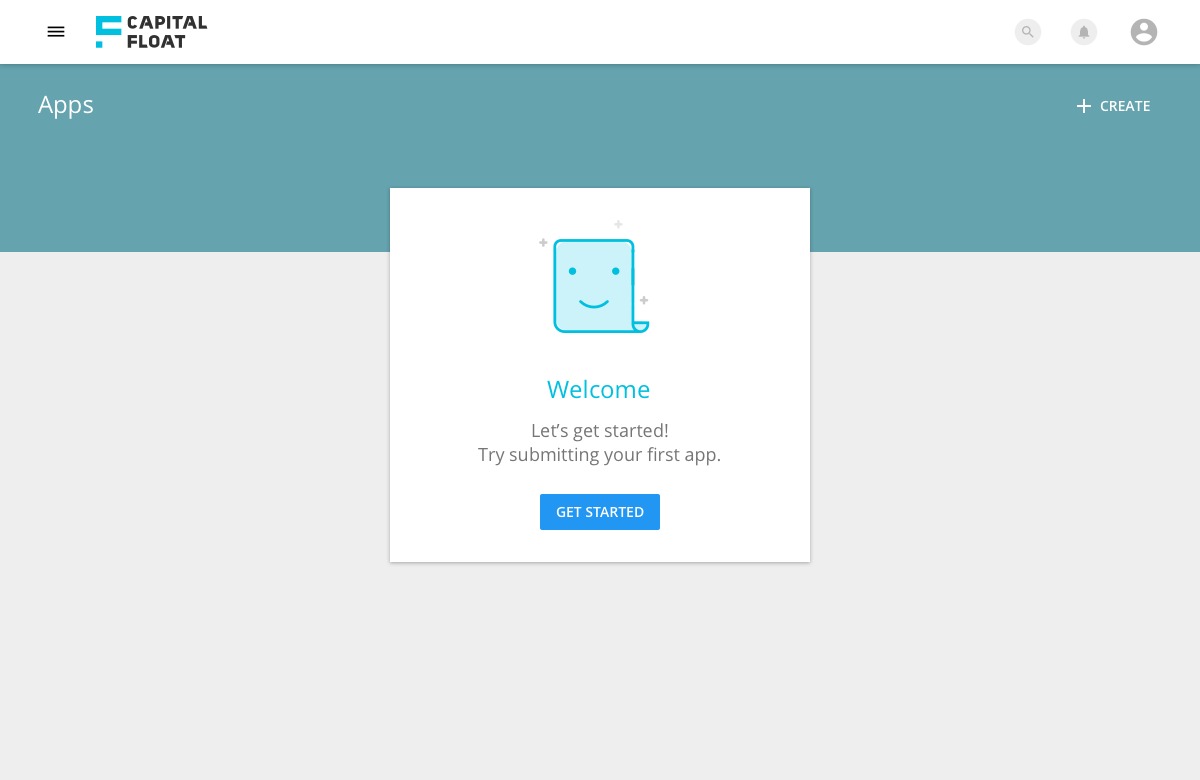 CAPITAL
FLOAT
Apps
CREATE
Welcome
Let’s get started!
Try submitting your first app.
GET STARTED